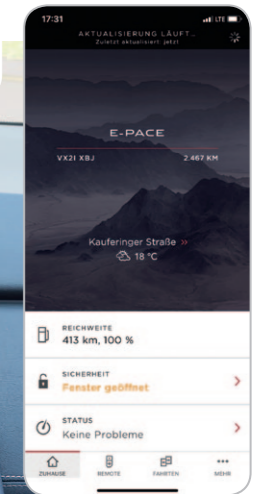 17:31
LTE
AKTUALISIERUNG LÄUFT…
Zuletzt aktualisiert: jetzt
E-PACE
VX21 XBJ 2.467 KM
Kauferinger Straße »
18 °C
REICHWEITE
413 km, 100 %
SICHERHEIT
Fenster geöffnet
STATUS
Keine Probleme
ZUHAUSE REMOTE FAHRTEN MEHR